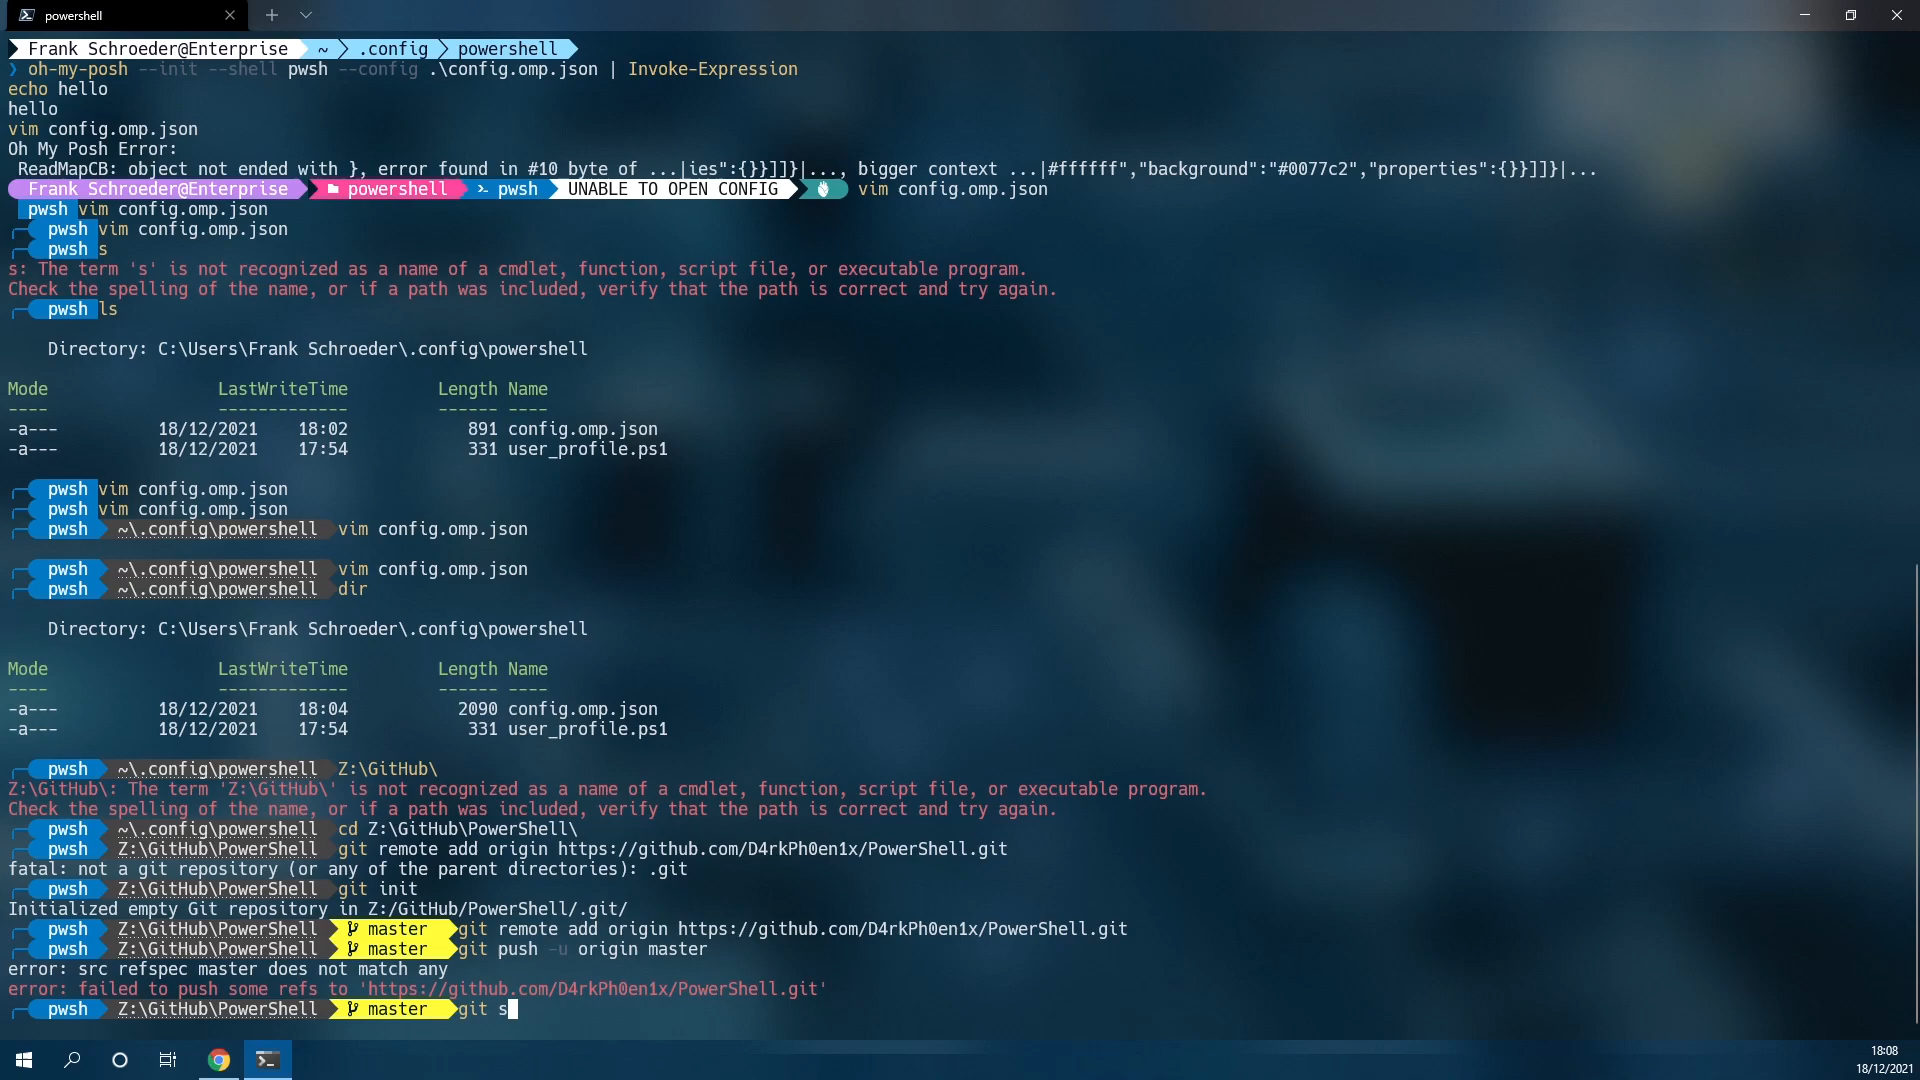 powershell
Frank Schroeder@Enterprise ~ .config powershell
❯ oh-my-posh --init --shell pwsh --config .\config.omp.json | Invoke-Expression
echo hello
hello
vim config.omp.json
Oh My Posh Error:
ReadMapCB: object not ended with }, error found in #10 byte of ...|ies":{}}]]}|..., bigger context ...|#ffffff","background":"#0077c2","properties":{}}]]}|...
Frank Schroeder@Enterprise powershell pwsh UNABLE TO OPEN CONFIG vim config.omp.json
pwsh vim config.omp.json
pwsh vim config.omp.json
pwsh s
s: The term 's' is not recognized as a name of a cmdlet, function, script file, or executable program.
Check the spelling of the name, or if a path was included, verify that the path is correct and try again.
pwsh ls
Directory: C:\Users\Frank Schroeder\.config\powershell
Mode LastWriteTime Length Name
---- ------------- ------ ----
-a--- 18/12/2021 18:02 891 config.omp.json
-a--- 18/12/2021 17:54 331 user_profile.ps1
pwsh vim config.omp.json
pwsh vim config.omp.json
pwsh ~\.config\powershell vim config.omp.json
pwsh ~\.config\powershell vim config.omp.json
pwsh ~\.config\powershell dir
Directory: C:\Users\Frank Schroeder\.config\powershell
Mode LastWriteTime Length Name
---- ------------- ------ ----
-a--- 18/12/2021 18:04 2090 config.omp.json
-a--- 18/12/2021 17:54 331 user_profile.ps1
pwsh ~\.config\powershell Z:\GitHub\
Z:\GitHub\: The term 'Z:\GitHub\' is not recognized as a name of a cmdlet, function, script file, or executable program.
Check the spelling of the name, or if a path was included, verify that the path is correct and try again.
pwsh ~\.config\powershell cd Z:\GitHub\PowerShell\
pwsh Z:\GitHub\PowerShell git remote add origin https://github.com/D4rkPh0en1x/PowerShell.git
fatal: not a git repository (or any of the parent directories): .git
pwsh Z:\GitHub\PowerShell git init
Initialized empty Git repository in Z:/GitHub/PowerShell/.git/
pwsh Z:\GitHub\PowerShell master git remote add origin https://github.com/D4rkPh0en1x/PowerShell.git
pwsh Z:\GitHub\PowerShell master git push -u origin master
error: src refspec master does not match any
error: failed to push some refs to 'https://github.com/D4rkPh0en1x/PowerShell.git'
pwsh Z:\GitHub\PowerShell master git s
18:08
18/12/2021